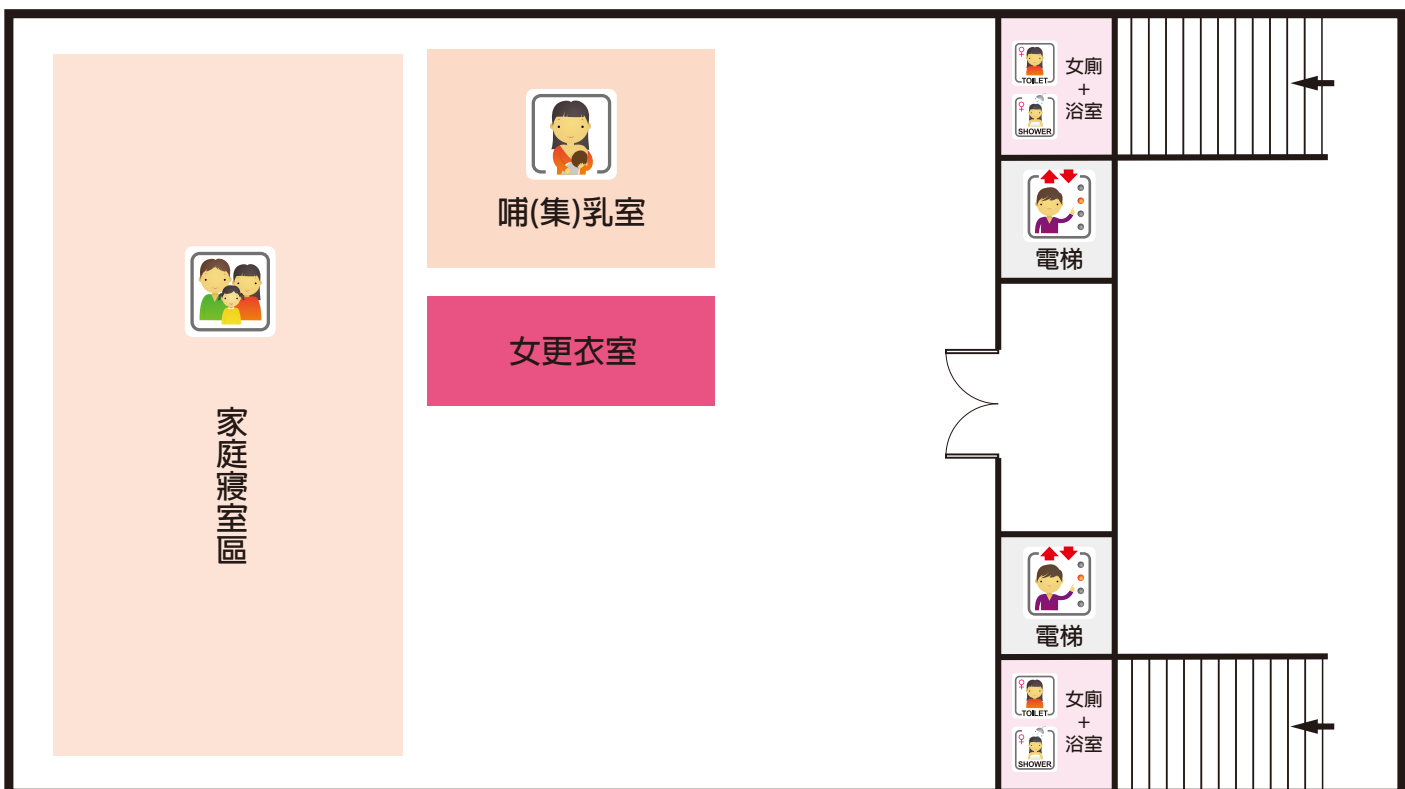 家庭寢室區
哺(集)乳室
女更衣室
TOILET
SHOWER
女廁
+
浴室
電梯
電梯
TOILET
SHOWER
女廁
+
浴室